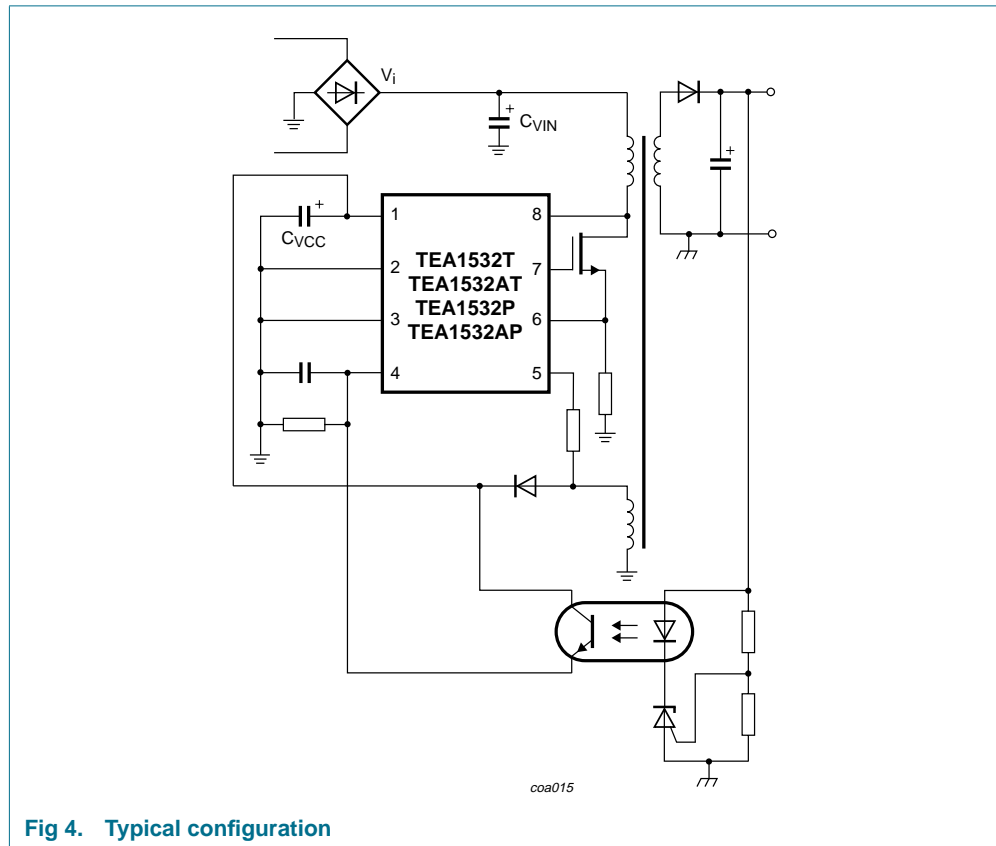 Vi
+
CVIN
+
+
CVCC
1
8
2
7
3
6
4
5
TEA1532T
TEA1532AT
TEA1532P
TEA1532AP
coa015
Fig 4. Typical configuration